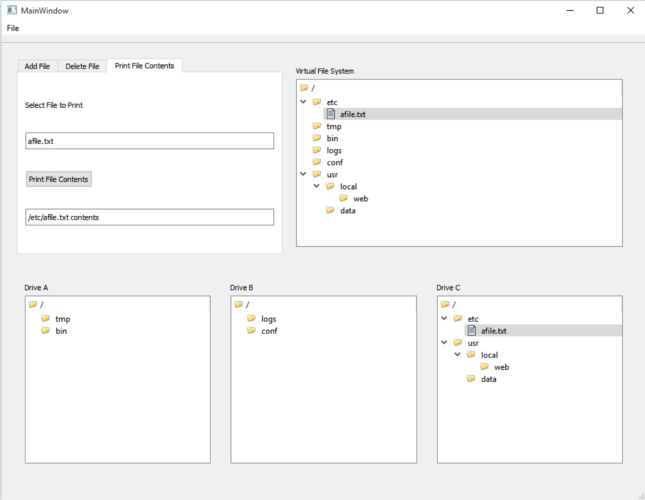 MainWindow
File
Add File
Delete File
Print File Contents
Select File to Print
afile.txt
Print File Contents
/etc/afile.txt contents
Virtual File System
/
etc
afile.txt
tmp
bin
logs
conf
usr
local
web
data
Drive A
/
tmp
bin
Drive B
/
logs
conf
Drive C
/
etc
afile.txt
usr
local
web
data